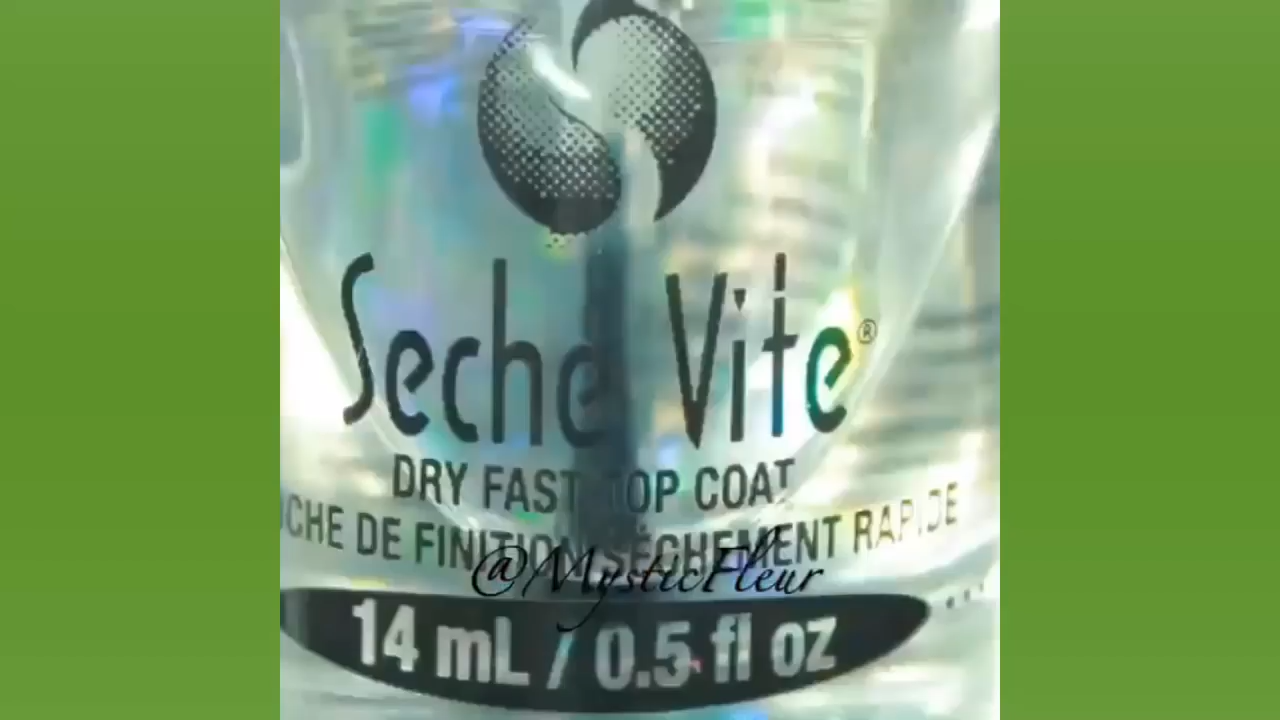 Seche Vite®
DRY FAST TOP COAT
CHE DE FINITION SÉCHEMENT RAPIDE
@MysticFleur
14 mL / 0.5 fl oz